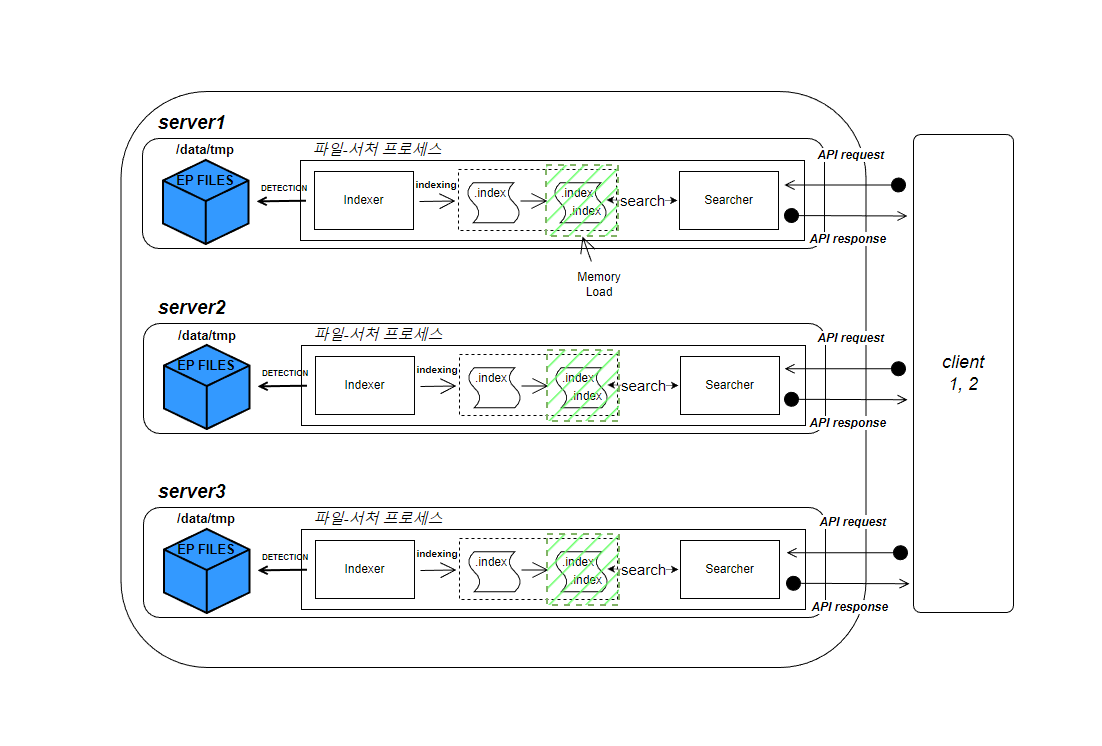 server1
/data/tmp
파일-서처 프로세스
API request
EP FILES
DETECTION
Indexer
indexing
.index
.index
.index
search
Searcher
API response
Memory
Load
server2
/data/tmp
파일-서처 프로세스
API request
EP FILES
DETECTION
Indexer
indexing
.index
.index
.index
search
Searcher
API response
client
1, 2
server3
/data/tmp
파일-서처 프로세스
API request
EP FILES
DETECTION
Indexer
indexing
.index
.index
.index
search
Searcher
API response